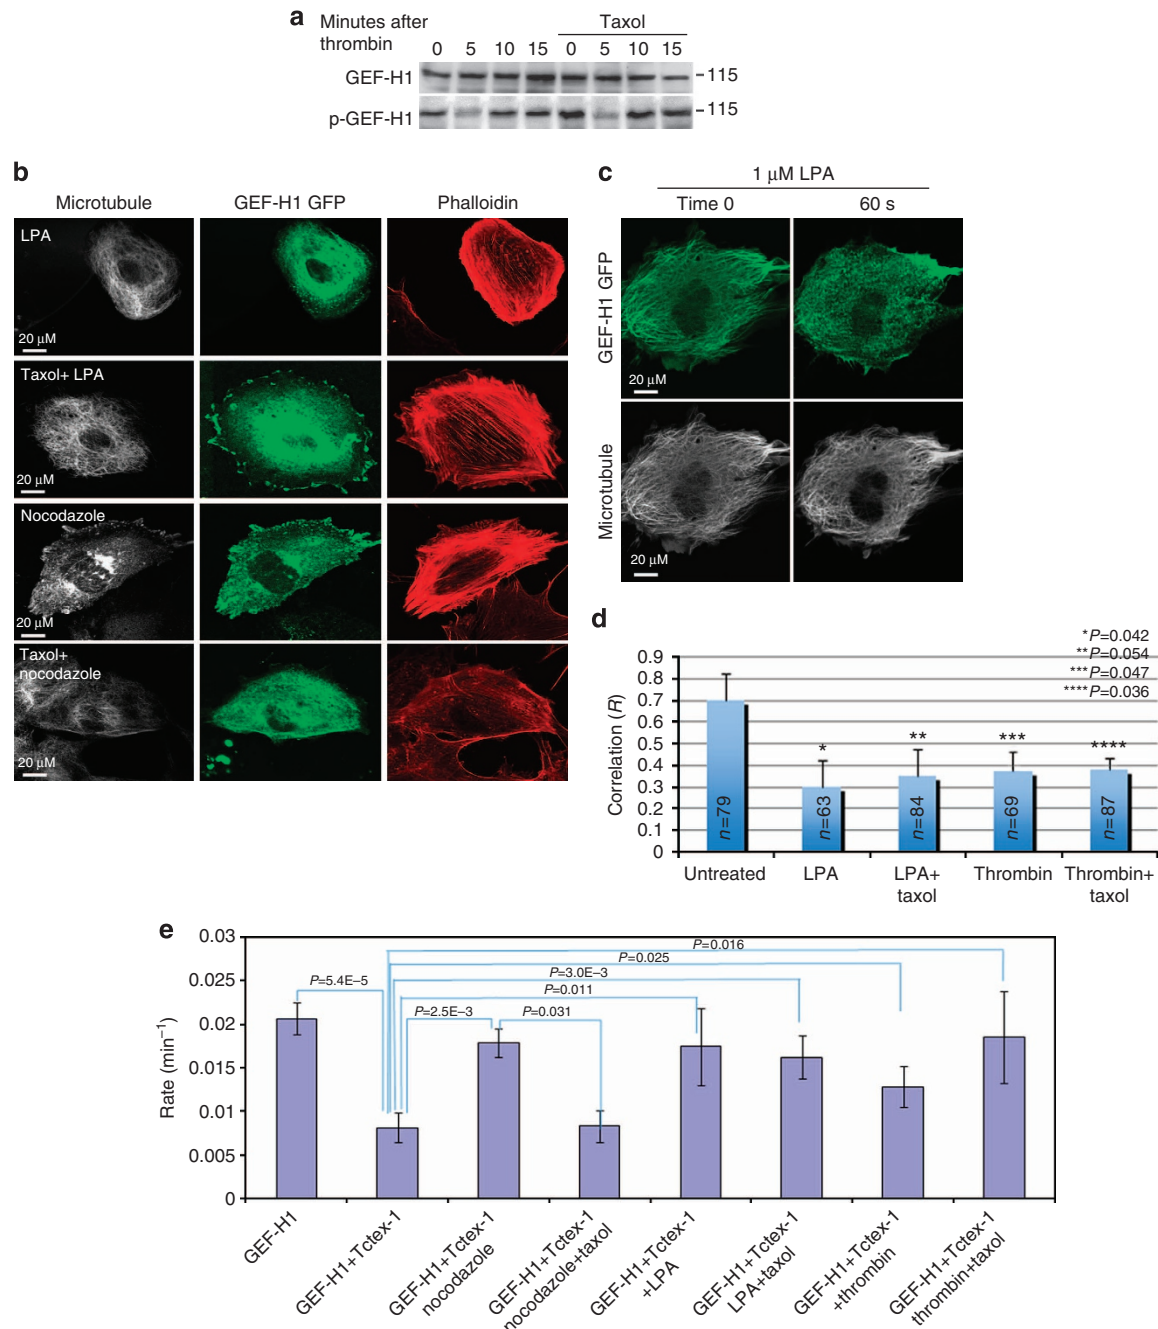 a
Minutes after thrombin
Taxol
0 5 10 15 0 5 10 15
GEF-H1
115
p-GEF-H1
115
b
Microtubule GEF-H1 GFP Phalloidin
LPA
20 μM
Taxol+ LPA
20 μM
Nocodazole
20 μM
Taxol+
nocodazole
20 μM
c
1 μM LPA
Time 0 60 s
GEF-H1 GFP
20 μM
Microtubule
20 μM
d
*P=0.042
**P=0.054
***P=0.047
****P=0.036
Correlation (R)
0.9
0.8
0.7
0.6
0.5
0.4
0.3
0.2
0.1
0
* ** *** ****
n=79 n=63 n=84 n=69 n=87
Untreated LPA LPA+ taxol Thrombin Thrombin+ taxol
e
Rate (min−1)
0.03
0.025
0.02
0.015
0.01
0.005
0
P=0.016
P=0.025
P=3.0E–3
P=5.4E–5
P=0.011
P=2.5E–3
P=0.031
GEF-H1
GEF-H1+Tctex-1
GEF-H1+Tctex-1
nocodazole
GEF-H1+Tctex-1
nocodazole+taxol
GEF-H1+Tctex-1
+LPA
GEF-H1+Tctex-1
LPA+taxol
GEF-H1+Tctex-1
+thrombin
GEF-H1+Tctex-1
thrombin+taxol